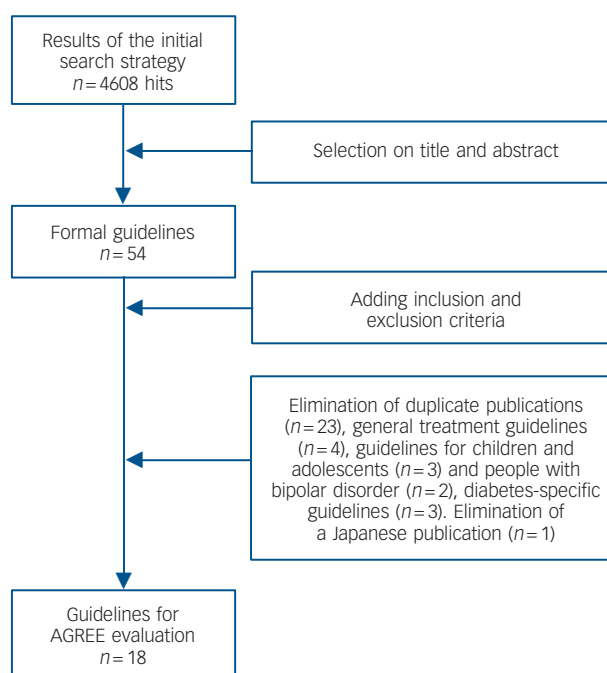 Results of the initial
search strategy
n=4608 hits
Selection on title and abstract
Formal guidelines
n=54
Adding inclusion and
exclusion criteria
Elimination of duplicate publications
(n=23), general treatment guidelines
(n=4), guidelines for children and
adolescents (n=3) and people with
bipolar disorder (n=2), diabetes-specific
guidelines (n=3). Elimination of
a Japanese publication (n=1)
Guidelines for
AGREE evaluation
n=18